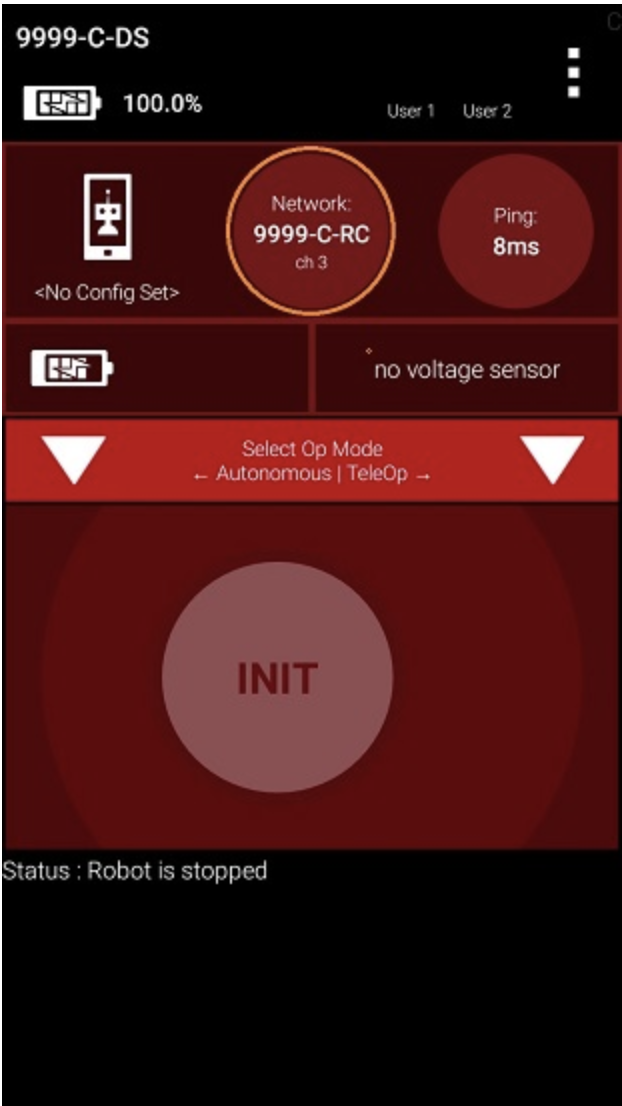 9999-C-DS
100.0%
User 1 User 2
Network:
9999-C-RC
ch 3
Ping:
8ms
<No Config Set>
no voltage sensor
Select Op Mode
← Autonomous | TeleOp →
INIT
Status : Robot is stopped